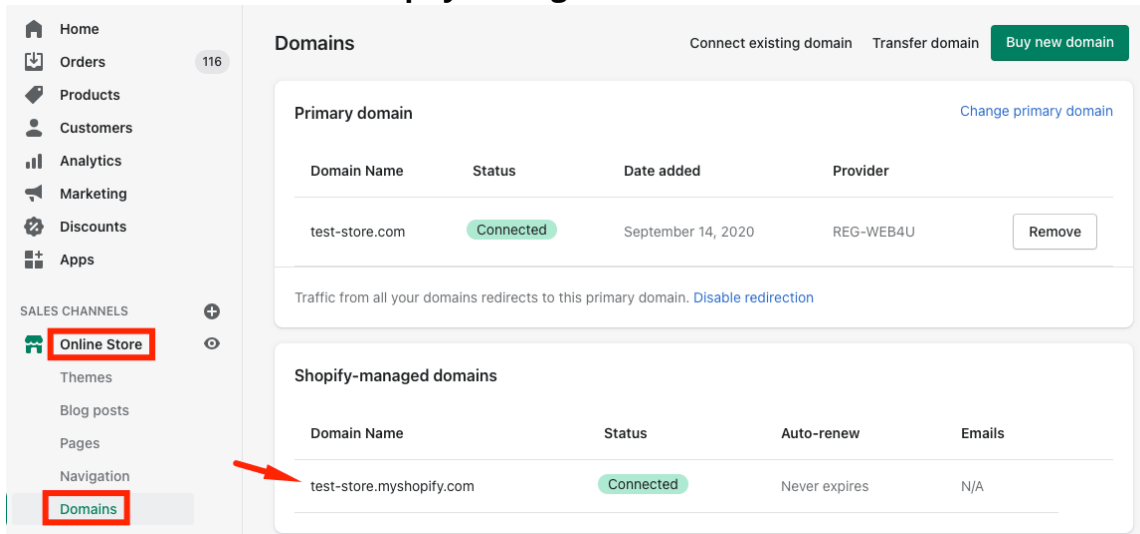 Home
Orders 116
Products
Customers
Analytics
Marketing
Discounts
Apps
SALES CHANNELS
Online Store
Themes
Blog posts
Pages
Navigation
Domains
Domains Connect existing domain Transfer domain Buy new domain
Primary domain Change primary domain
Domain Name Status Date added Provider
test-store.com Connected September 14, 2020 REG-WEB4U Remove
Traffic from all your domains redirects to this primary domain. Disable redirection
Shopify-managed domains
Domain Name Status Auto-renew Emails
test-store.myshopify.com Connected Never expires N/A